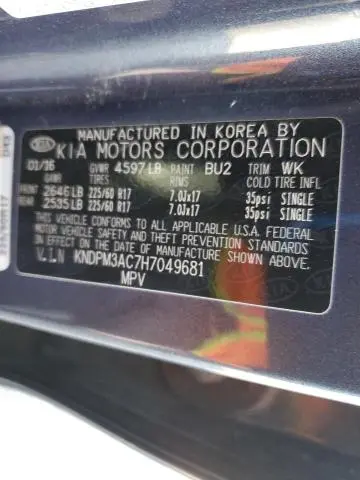 MANUFACTURED IN KOREA BY
KIA MOTORS CORPORATION
01/16 GVWR 4597 LB PAINT BU2 TRIM WK
GAWR RIMS COLD TIRE INFL
FRONT 2646 LB 225/60 R17 7.0JX17 35psi SINGLE
REAR 2535 LB 225/60 R17 7.0JX17 35psi SINGLE
THIS VEHICLE CONFORMS TO ALL APPLICABLE U.S.A. FEDERAL
MOTOR VEHICLE SAFETY AND BUMPER STANDARDS IN
EFFECT ON THE DATE OF MANUFACTURE SHOWN ABOVE.
V.I.N KNDPM3AC7H7049681
MPV